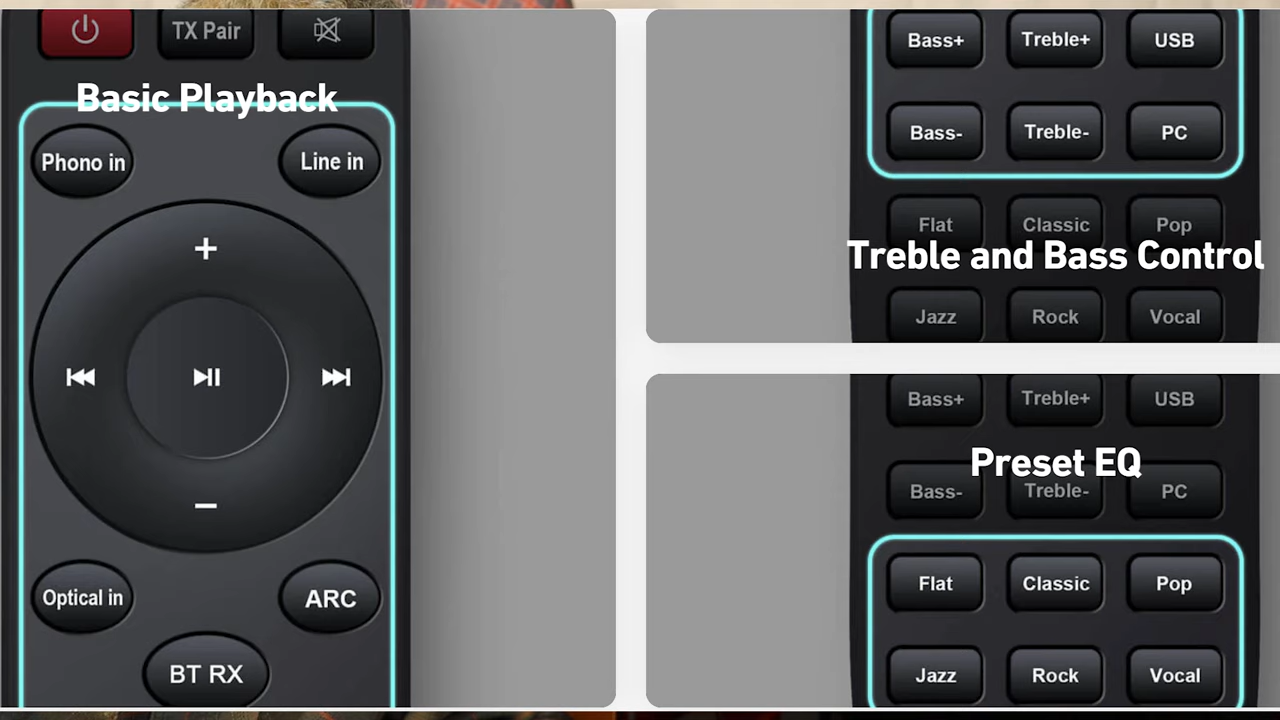 TX Pair
Basic Playback
Phono in
Line in
Optical in
ARC
BT RX
Bass+ Treble+ USB
Bass- Treble- PC
Flat Classic Pop
Treble and Bass Control
Jazz Rock Vocal
Bass+ Treble+ USB
Preset EQ
Bass- Treble- PC
Flat Classic Pop
Jazz Rock Vocal